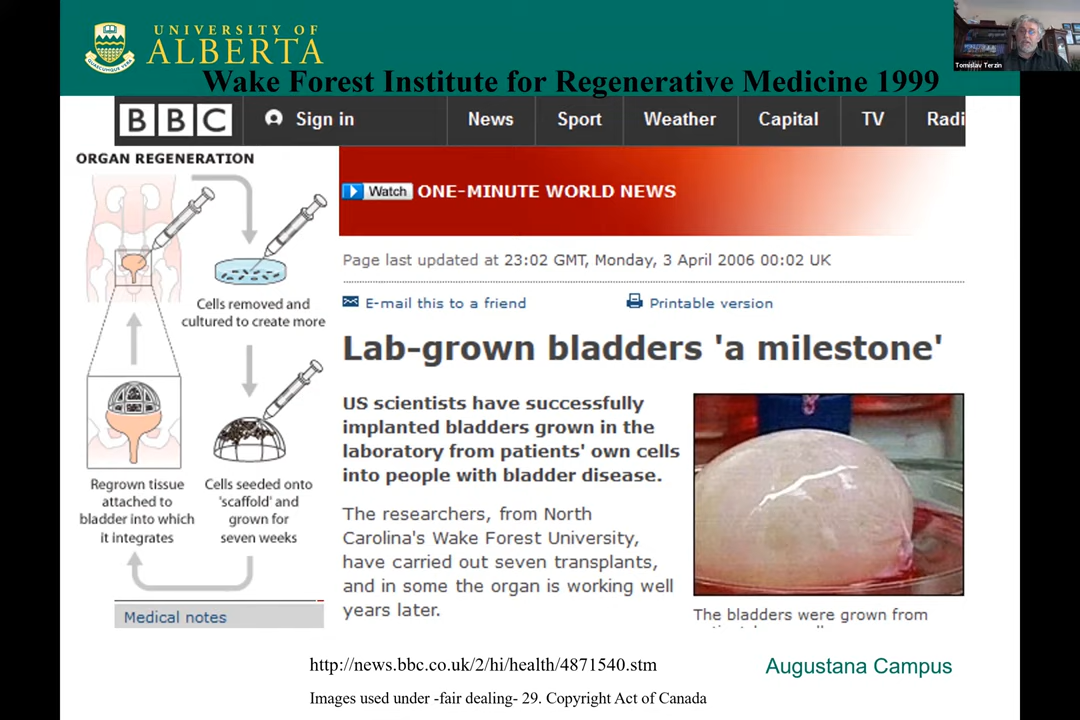 UNIVERSITY OF
ALBERTA
QUAECUMQUE VERA
Tomislav Terzin
Wake Forest Institute for Regenerative Medicine 1999
BBC Sign in News Sport Weather Capital TV Radi
ORGAN REGENERATION
Cells removed and
cultured to create more
Regrown tissue
attached to
bladder into which
it integrates
Cells seeded onto
'scaffold' and
grown for
seven weeks
Medical notes
Watch ONE-MINUTE WORLD NEWS
Page last updated at 23:02 GMT, Monday, 3 April 2006 00:02 UK
E-mail this to a friend Printable version
Lab-grown bladders 'a milestone'
US scientists have successfully
implanted bladders grown in the
laboratory from patients' own cells
into people with bladder disease.
The researchers, from North
Carolina's Wake Forest University,
have carried out seven transplants,
and in some the organ is working well
years later.
The bladders were grown from
http://news.bbc.co.uk/2/hi/health/4871540.stm
Augustana Campus
Images used under -fair dealing- 29. Copyright Act of Canada